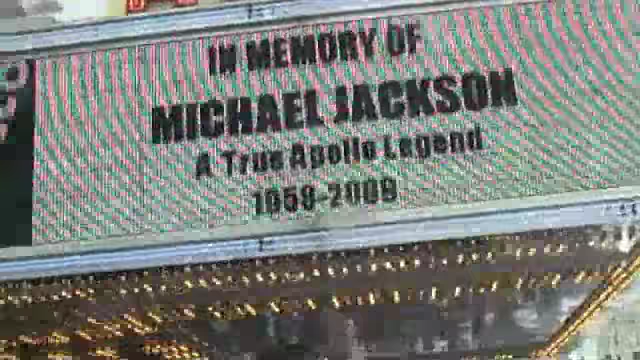 IN MEMORY OF
MICHAEL JACKSON
A True Apollo Legend
1958-2009